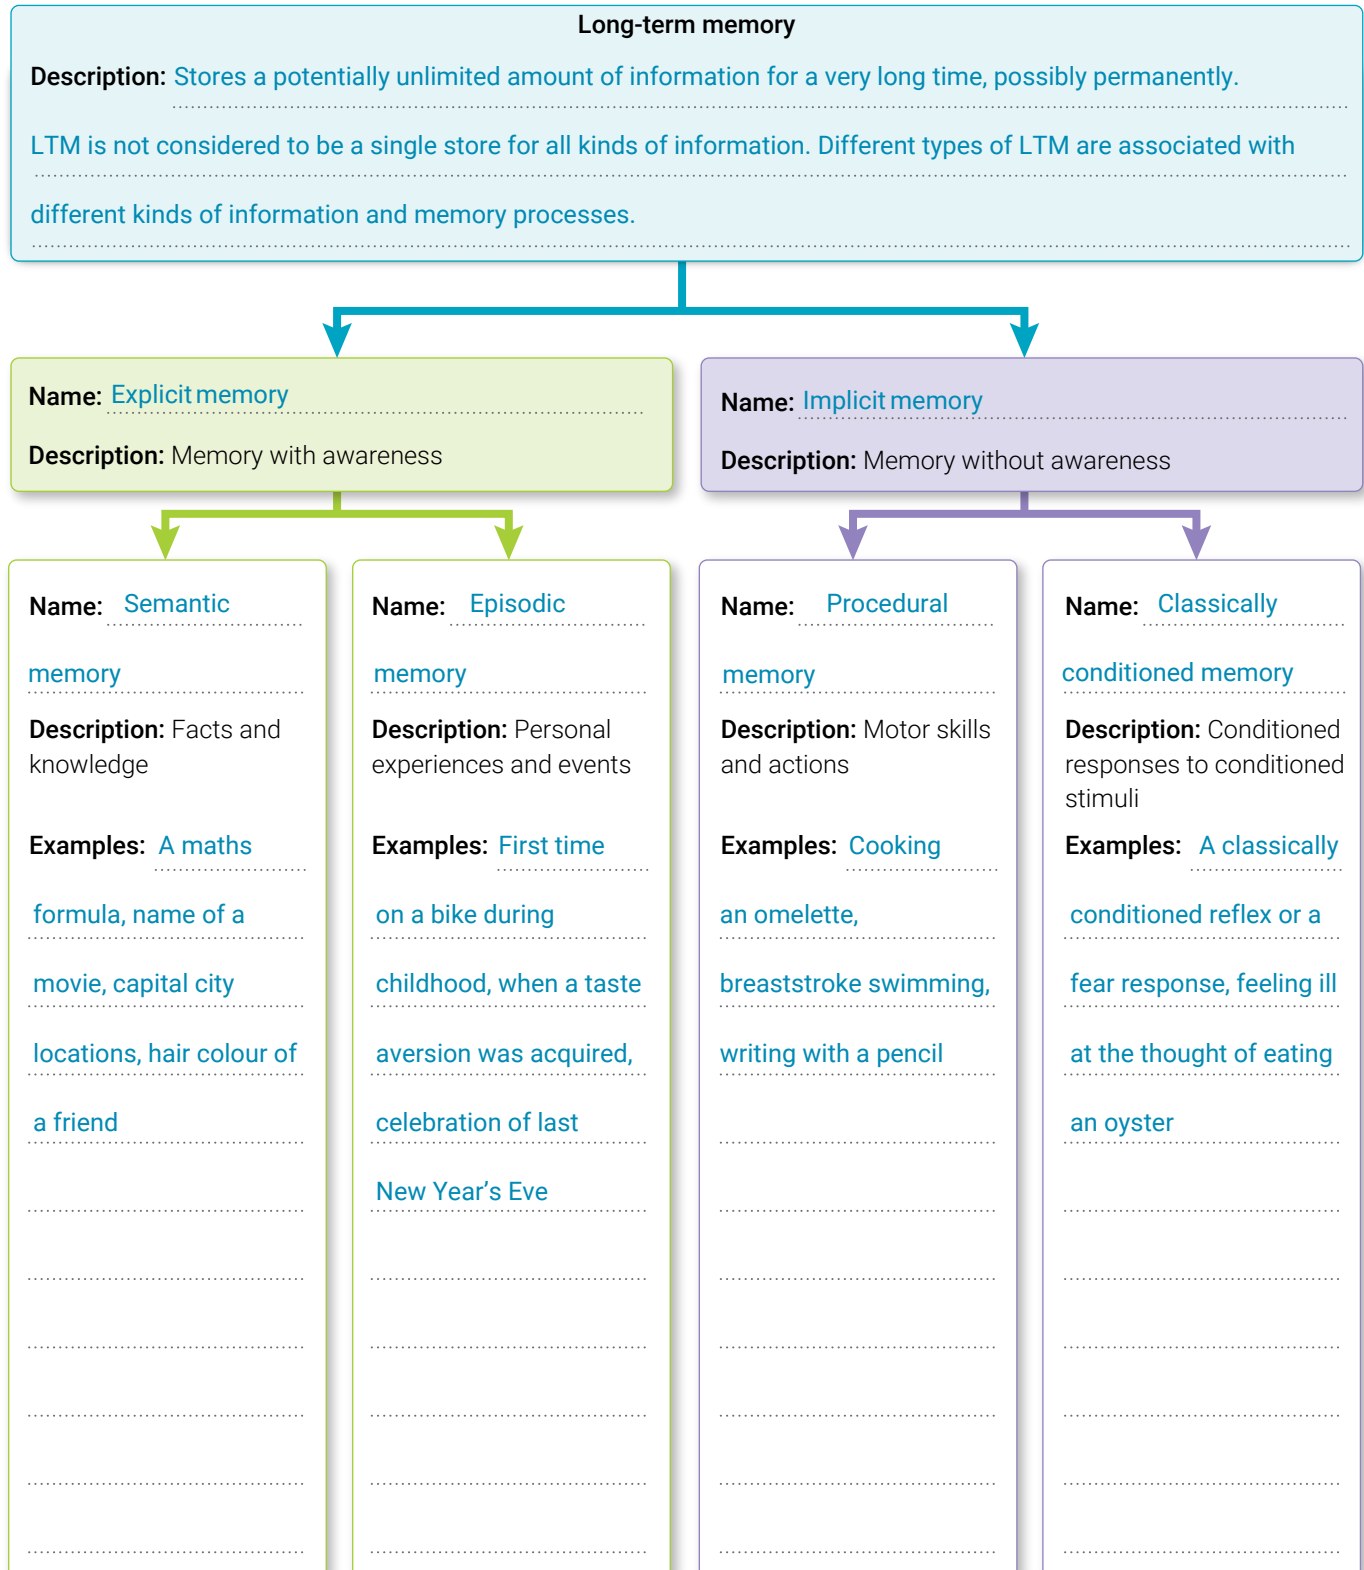 Long-term memory
Description: Stores a potentially unlimited amount of information for a very long time, possibly permanently.
LTM is not considered to be a single store for all kinds of information. Different types of LTM are associated with
different kinds of information and memory processes.
Name: Explicit memory
Description: Memory with awareness
Name: Implicit memory
Description: Memory without awareness
Name: Semantic
memory
Description: Facts and
knowledge
Examples: A maths
formula, name of a
movie, capital city
locations, hair colour of
a friend
Name: Episodic
memory
Description: Personal
experiences and events
Examples: First time
on a bike during
childhood, when a taste
aversion was acquired,
celebration of last
New Year’s Eve
Name: Procedural
memory
Description: Motor skills
and actions
Examples: Cooking
an omelette,
breaststroke swimming,
writing with a pencil
Name: Classically
conditioned memory
Description: Conditioned
responses to conditioned
stimuli
Examples: A classically
conditioned reflex or a
fear response, feeling ill
at the thought of eating
an oyster